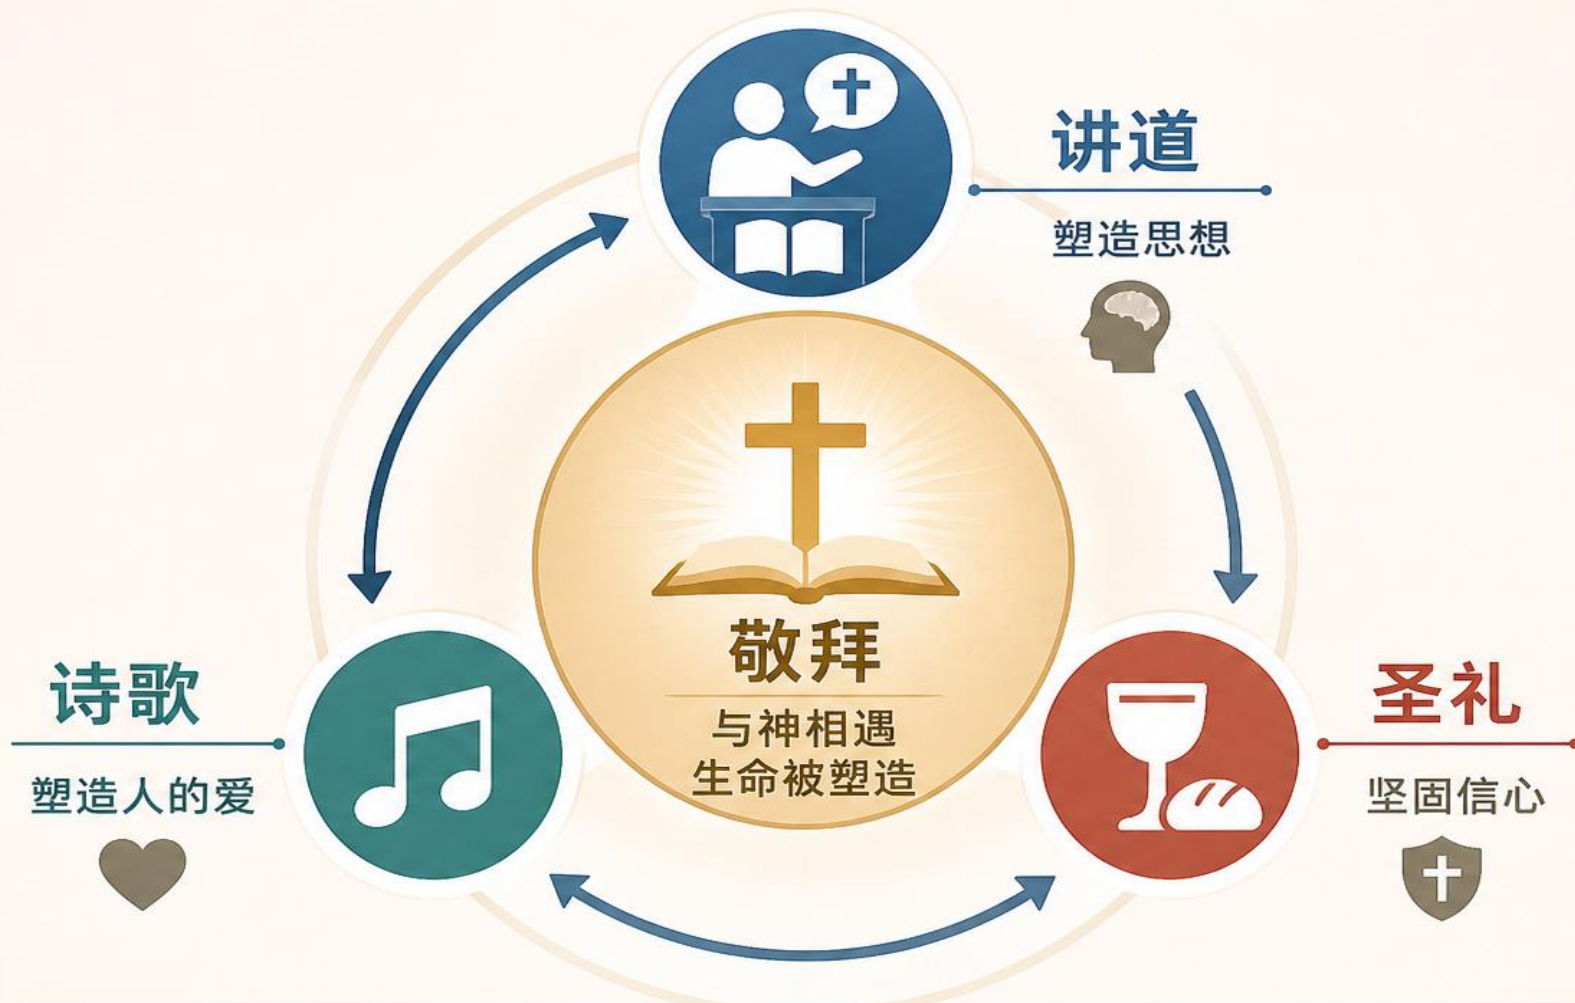 讲道
塑造思想
敬拜
与神相遇
生命被塑造
诗歌
塑造人的爱
圣礼
坚固信心